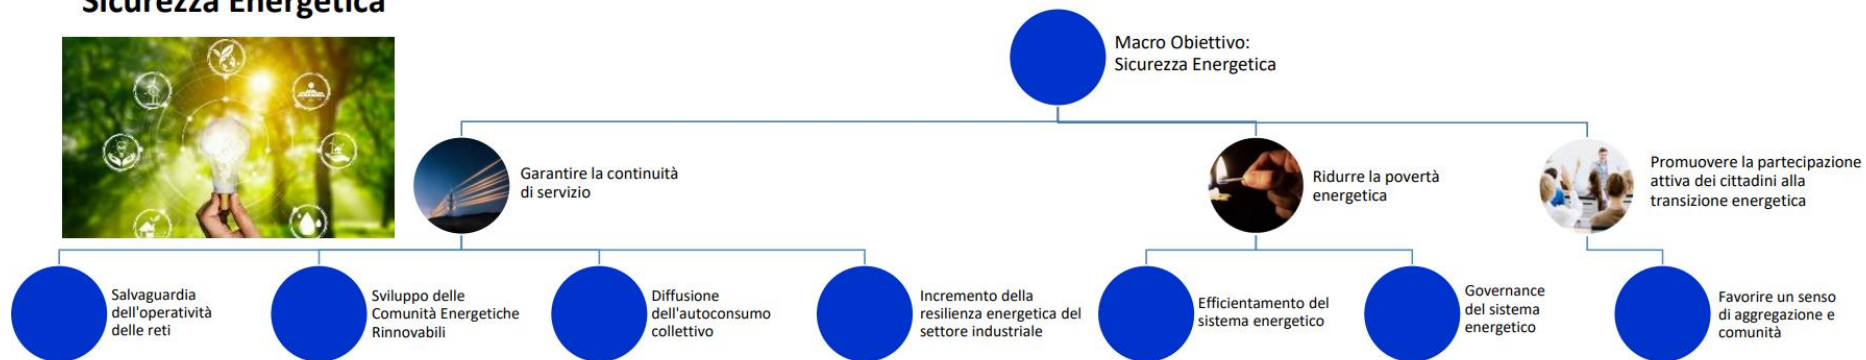 Sicurezza Energetica
Macro Obiettivo:
Sicurezza Energetica
Garantire la continuità
di servizio
Ridurre la povertà
energetica
Promuovere la partecipazione
attiva dei cittadini alla
transizione energetica
Salvaguardia
dell'operatività
delle reti
Sviluppo delle
Comunità Energetiche
Rinnovabili
Diffusione
dell'autoconsumo
collettivo
Incremento della
resilienza energetica del
settore industriale
Efficientamento del
sistema energetico
Governance
del sistema
energetico
Favorire un senso
di aggregazione e
comunità